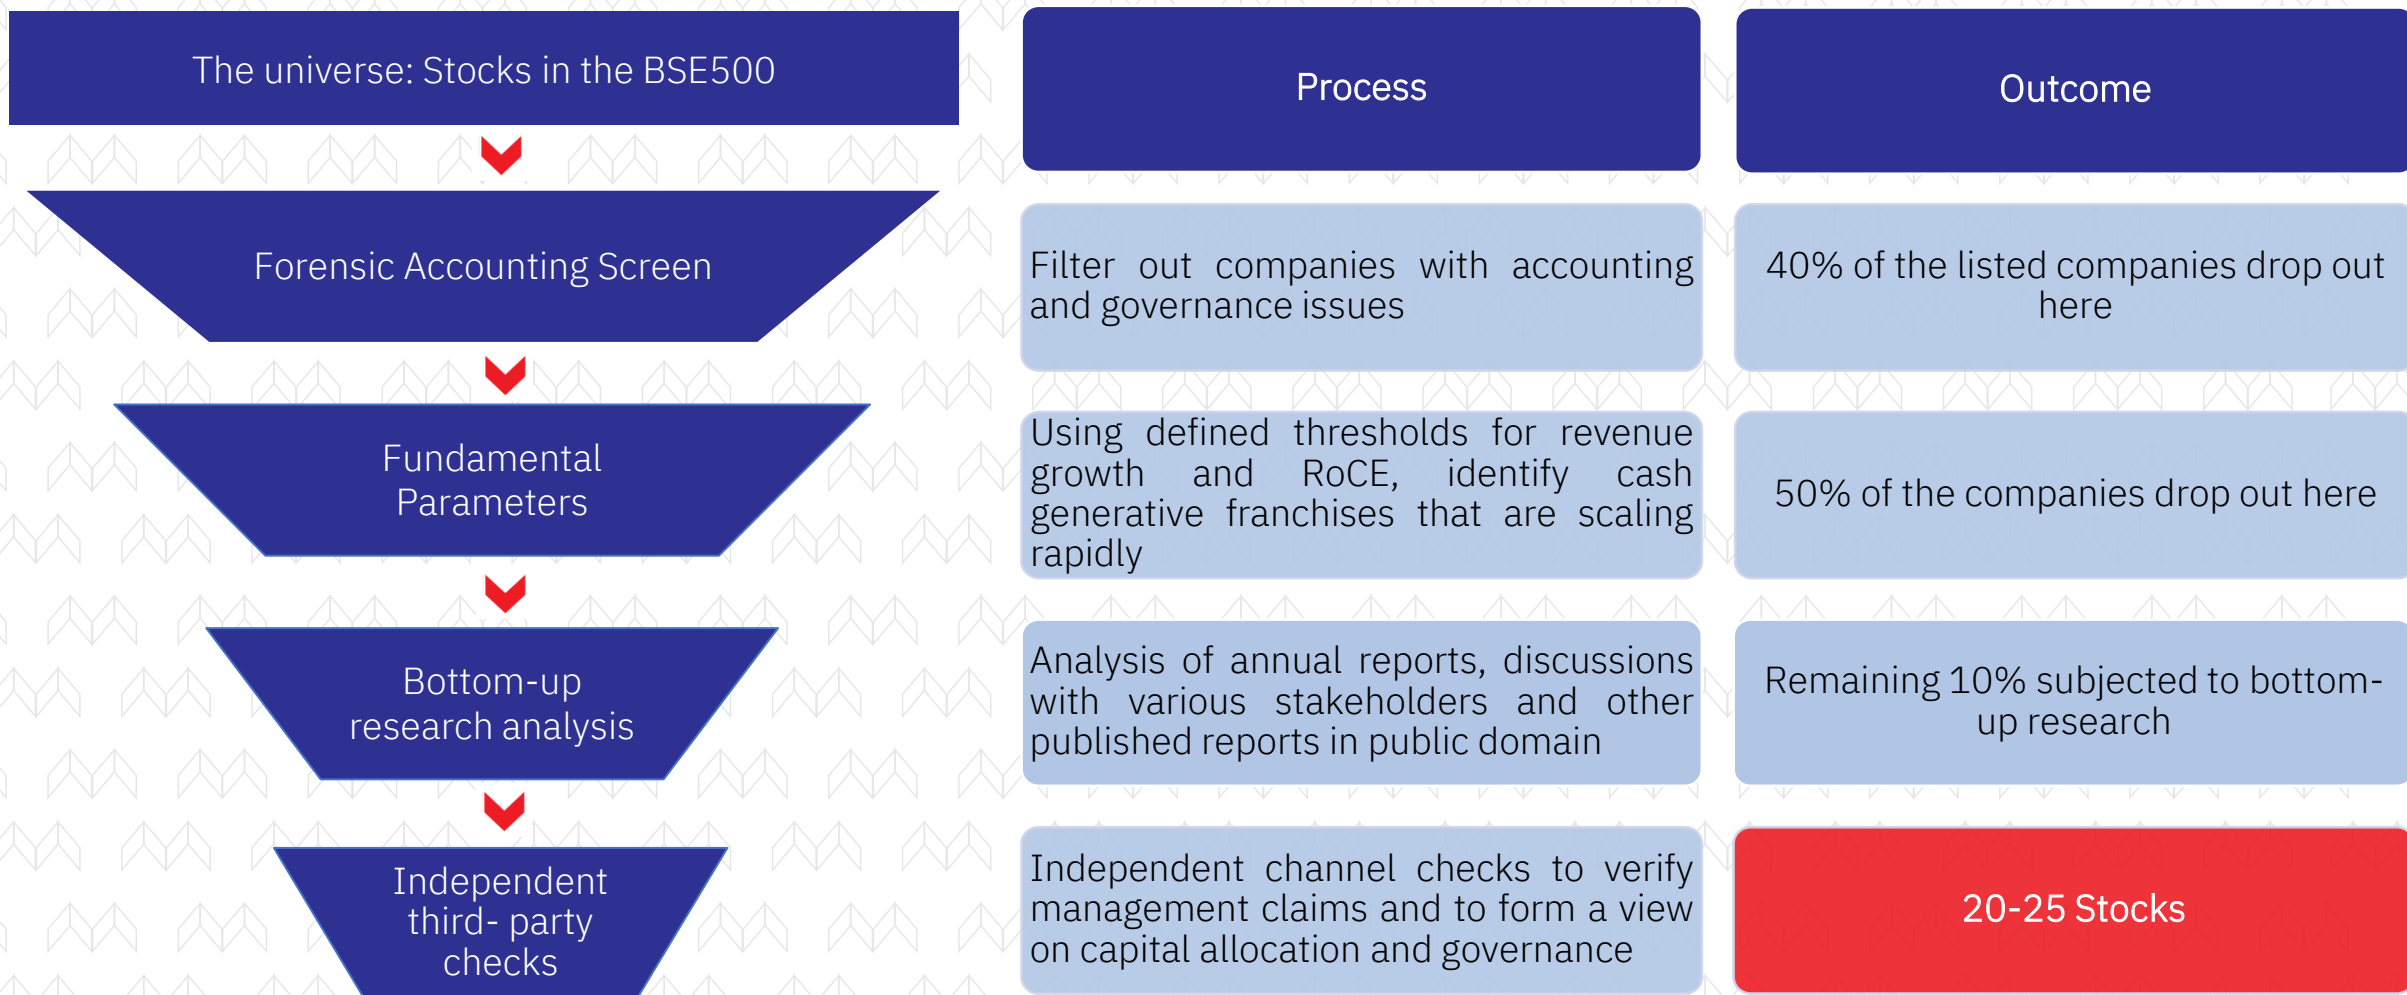 The universe: Stocks in the BSE500
Process
Outcome
Forensic Accounting Screen
Filter out companies with accounting
and governance issues
40% of the listed companies drop out
here
Fundamental
Parameters
Using defined thresholds for revenue
growth and RoCE, identify cash
generative franchises that are scaling
rapidly
50% of the companies drop out here
Bottom-up
research analysis
Analysis of annual reports, discussions
with various stakeholders and other
published reports in public domain
Remaining 10% subjected to bottom-
up research
Independent
third- party
checks
Independent channel checks to verify
management claims and to form a view
on capital allocation and governance
20-25 Stocks